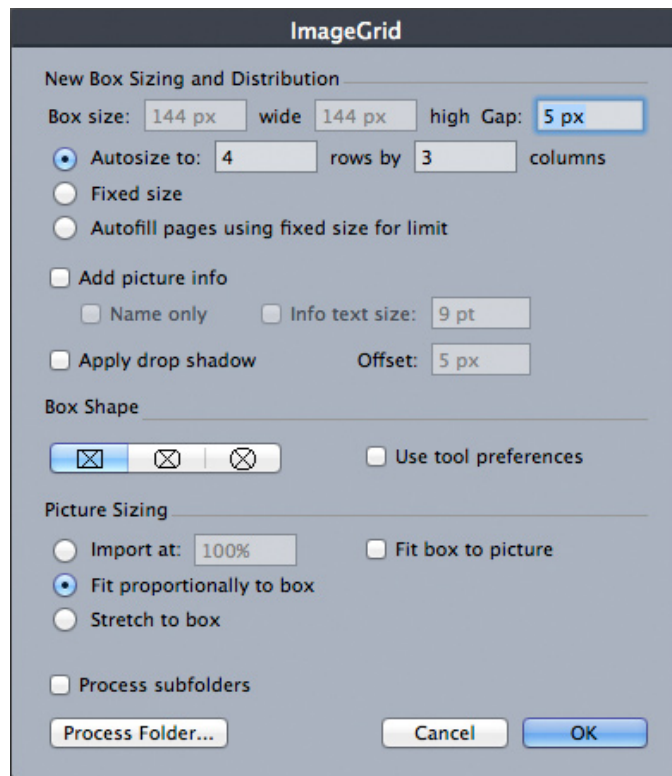 ImageGrid
New Box Sizing and Distribution
Box size: 144 px wide 144 px high Gap: 5 px
Autosize to: 4 rows by 3 columns
Fixed size
Autofill pages using fixed size for limit
Add picture info
Name only Info text size: 9 pt
Apply drop shadow Offset: 5 px
Box Shape
Use tool preferences
Picture Sizing
Import at: 100% Fit box to picture
Fit proportionally to box
Stretch to box
Process subfolders
Process Folder... Cancel OK